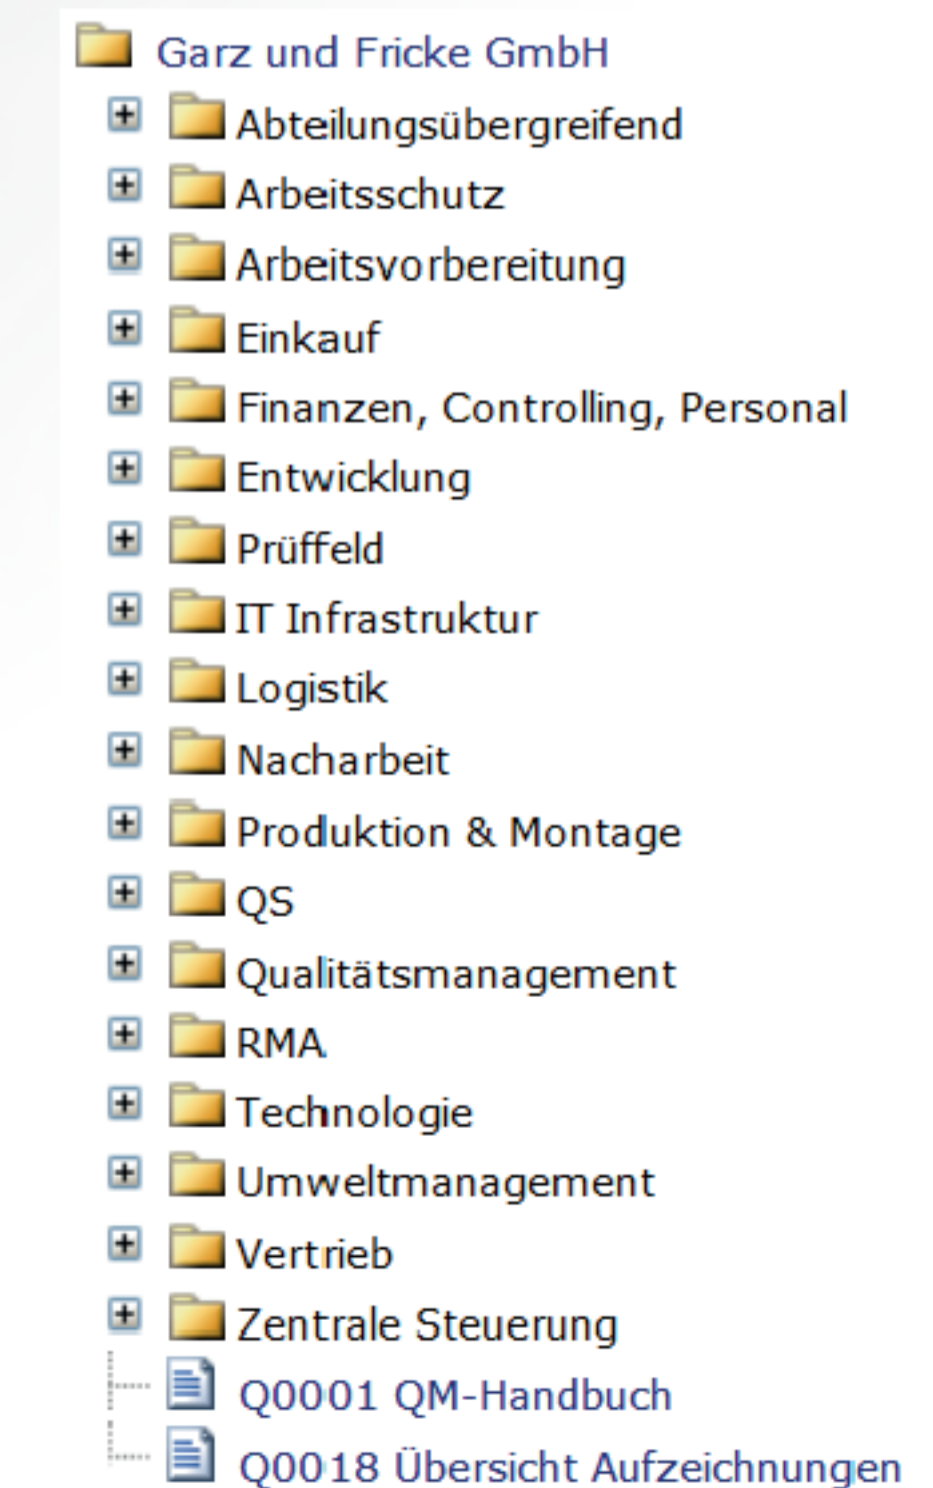 Garz und Fricke GmbH
Abteilungsübergreifend
Arbeitsschutz
Arbeitsvorbereitung
Einkauf
Finanzen, Controlling, Personal
Entwicklung
Prüffeld
IT Infrastruktur
Logistik
Nacharbeit
Produktion & Montage
QS
Qualitätsmanagement
RMA
Technologie
Umweltmanagement
Vertrieb
Zentrale Steuerung
Q0001 QM-Handbuch
Q0018 Übersicht Aufzeichnungen